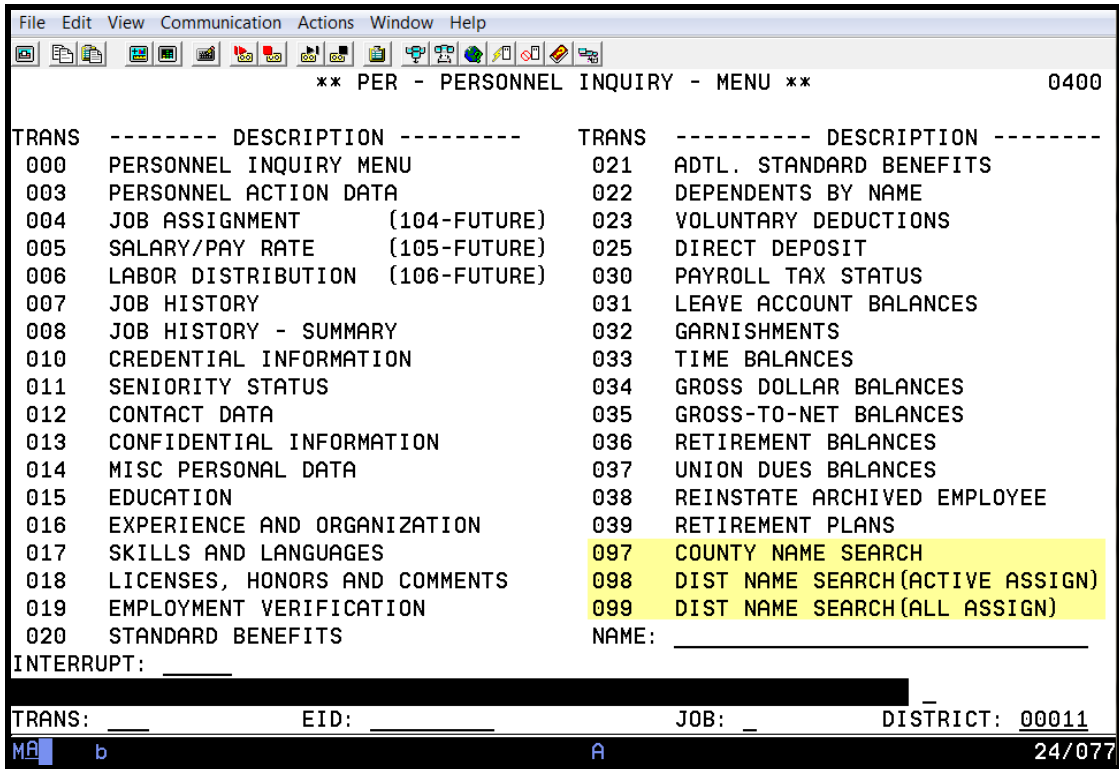 File Edit View Communication Actions Window Help
** PER - PERSONNEL INQUIRY - MENU ** 0400
TRANS -------- DESCRIPTION --------- TRANS ---------- DESCRIPTION --------
000 PERSONNEL INQUIRY MENU 021 ADTL. STANDARD BENEFITS
003 PERSONNEL ACTION DATA 022 DEPENDENTS BY NAME
004 JOB ASSIGNMENT (104-FUTURE) 023 VOLUNTARY DEDUCTIONS
005 SALARY/PAY RATE (105-FUTURE) 025 DIRECT DEPOSIT
006 LABOR DISTRIBUTION (106-FUTURE) 030 PAYROLL TAX STATUS
007 JOB HISTORY 031 LEAVE ACCOUNT BALANCES
008 JOB HISTORY - SUMMARY 032 GARNISHMENTS
010 CREDENTIAL INFORMATION 033 TIME BALANCES
011 SENIORITY STATUS 034 GROSS DOLLAR BALANCES
012 CONTACT DATA 035 GROSS-TO-NET BALANCES
013 CONFIDENTIAL INFORMATION 036 RETIREMENT BALANCES
014 MISC PERSONAL DATA 037 UNION DUES BALANCES
015 EDUCATION 038 REINSTATE ARCHIVED EMPLOYEE
016 EXPERIENCE AND ORGANIZATION 039 RETIREMENT PLANS
017 SKILLS AND LANGUAGES 097 COUNTY NAME SEARCH
018 LICENSES, HONORS AND COMMENTS 098 DIST NAME SEARCH(ACTIVE ASSIGN)
019 EMPLOYMENT VERIFICATION 099 DIST NAME SEARCH(ALL ASSIGN)
020 STANDARD BENEFITS NAME: ____
INTERRUPT: ____
TRANS: ___ EID: ____ JOB: _ DISTRICT: 00011
MA b A 24/077